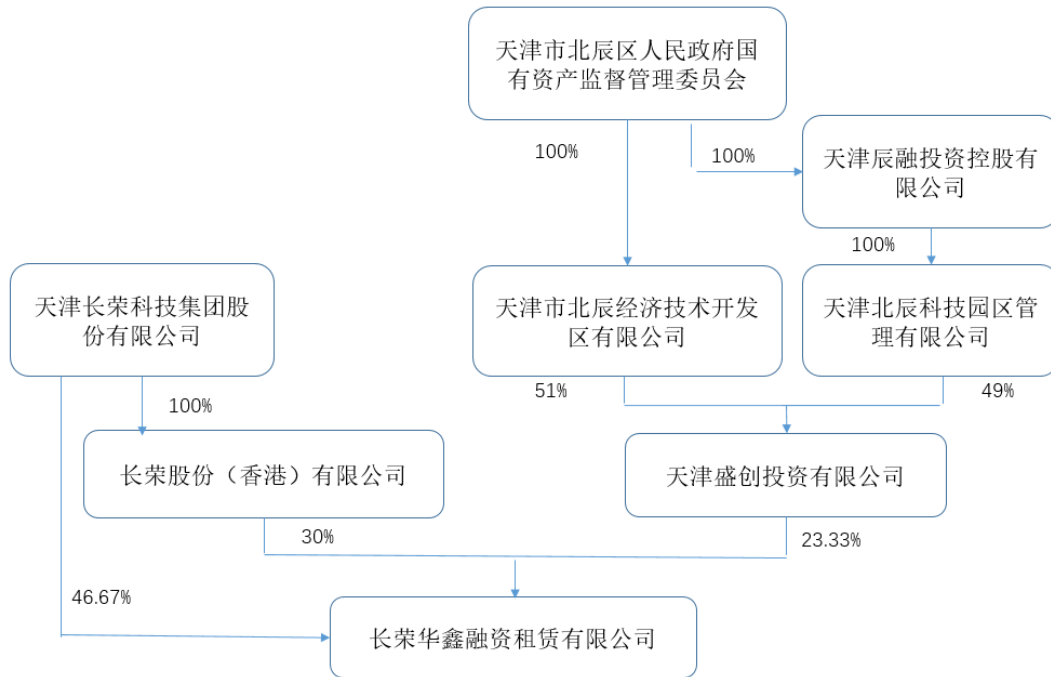 天津市北辰区人民政府国
有资产监督管理委员会
100%
100%
天津辰融投资控股有
限公司
100%
天津长荣科技集团股
份有限公司
天津市北辰经济技术开发
区有限公司
天津北辰科技园区管
理有限公司
51%
49%
100%
长荣股份（香港）有限公司
天津盛创投资有限公司
30%
23.33%
46.67%
长荣华鑫融资租赁有限公司